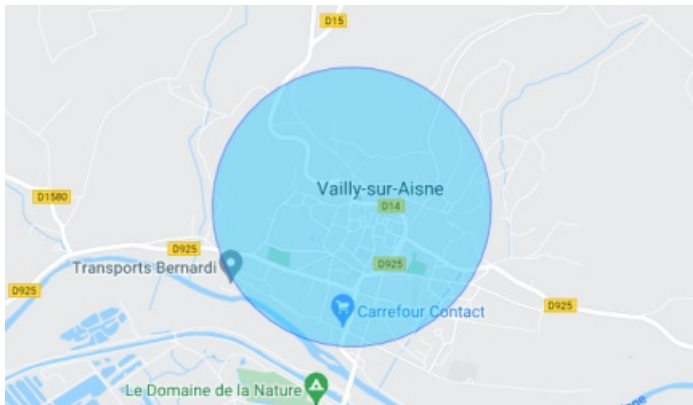 D15
Vailly-sur-Aisne
D1580
D14
D925
Transports Bernardi
D925
D925
D925
Carrefour Contact
Le Domaine de la Nature